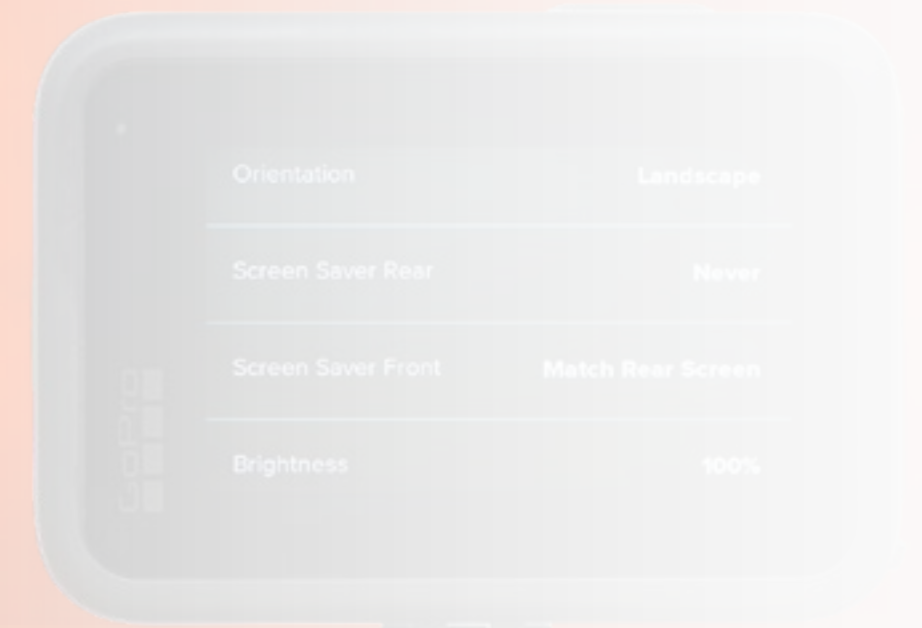 Orientation Landscape
Screen Saver Rear Never
Screen Saver Front Match Rear Screen
Brightness 100%
GoPro